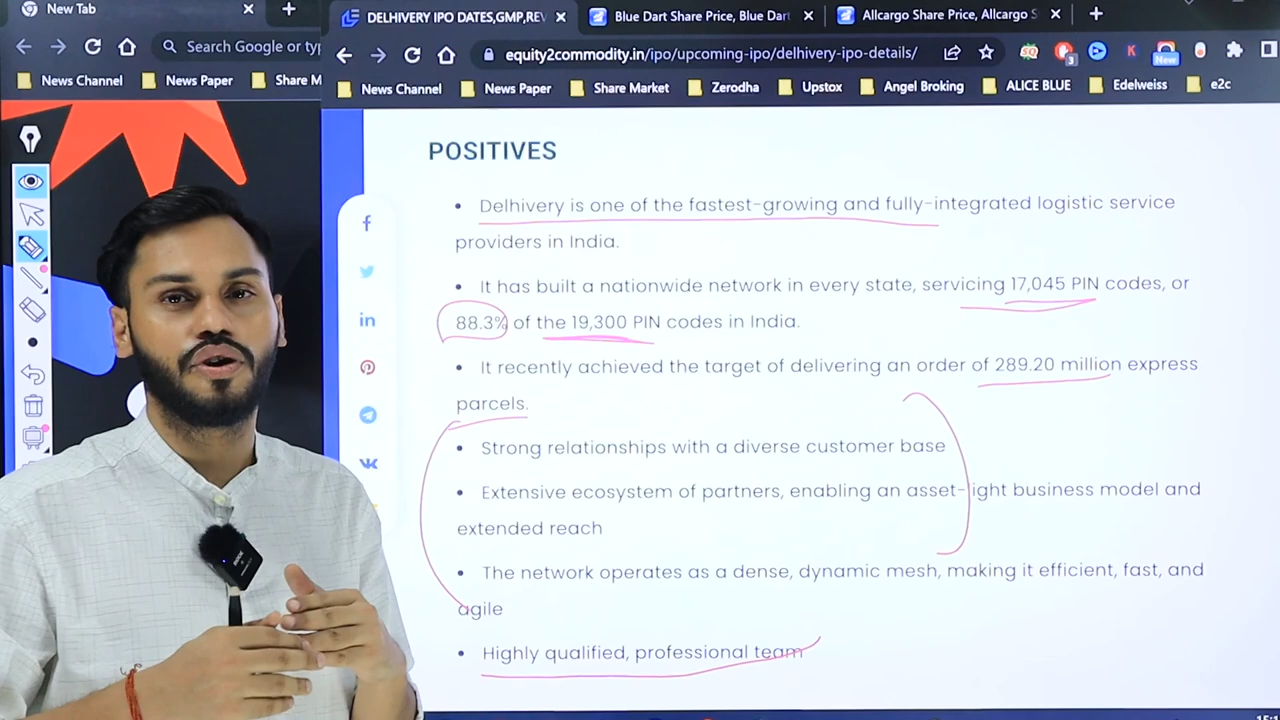 New Tab
DELHIVERY IPO DATES,GMP,REV
Blue Dart Share Price, Blue Dart
Allcargo Share Price, Allcargo S
Search Google or typ
equity2commodity.in/ipo/upcoming-ipo/delhivery-ipo-details/
SQ
3
K
New
News Channel
News Paper
Share M
News Channel
News Paper
Share Market
Zerodha
Upstox
Angel Broking
ALICE BLUE
Edelweiss
e2c
POSITIVES
• Delhivery is one of the fastest-growing and fully-integrated logistic service
providers in India.
• It has built a nationwide network in every state, servicing 17,045 PIN codes, or
88.3% of the 19,300 PIN codes in India.
• It recently achieved the target of delivering an order of 289.20 million express
parcels.
• Strong relationships with a diverse customer base
• Extensive ecosystem of partners, enabling an asset-light business model and
extended reach
• The network operates as a dense, dynamic mesh, making it efficient, fast, and
agile
• Highly qualified, professional team